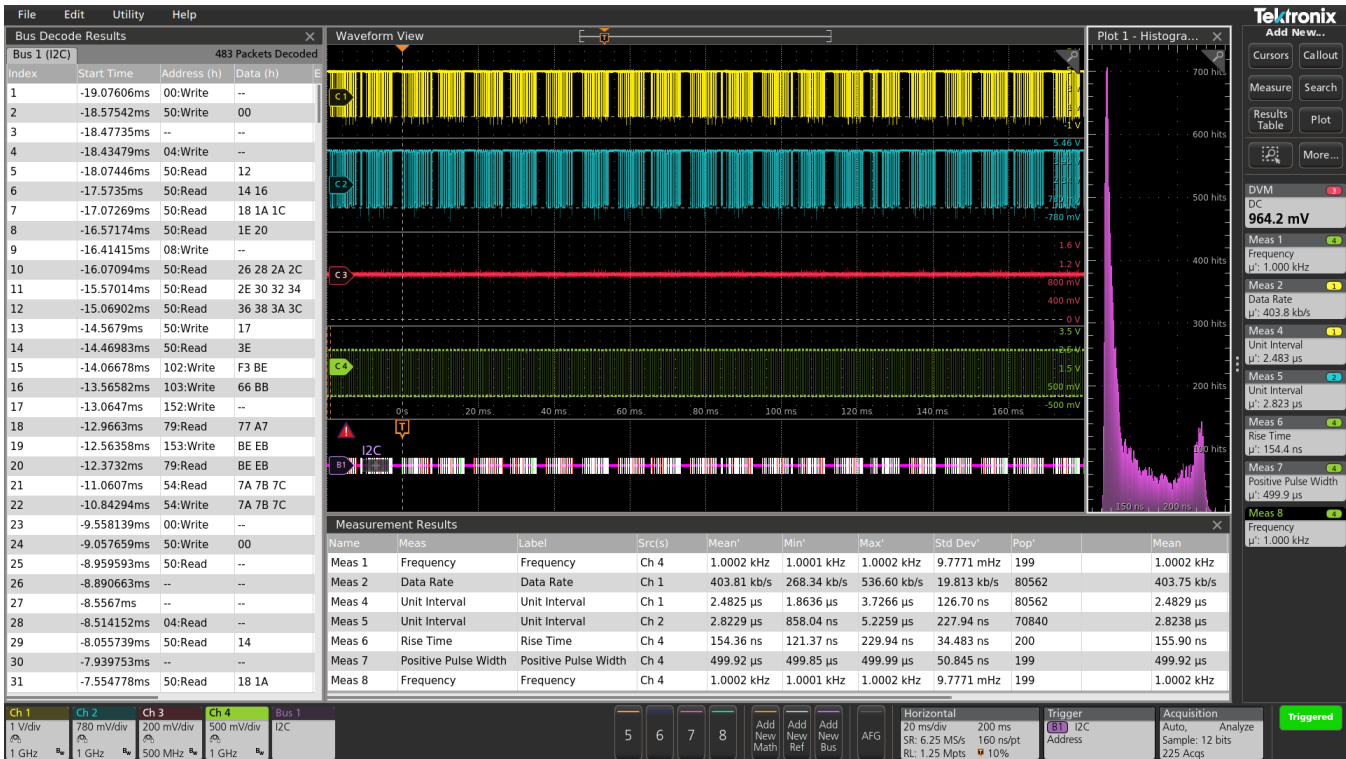 File Edit Utility Help
Tektronix
Bus Decode Results
Bus 1 (I2C) 483 Packets Decoded
Index Start Time Address (h) Data (h) E
1 -19.07606ms 00:Write --
2 -18.57542ms 50:Write 00
3 -18.47735ms -- --
4 -18.43479ms 04:Write --
5 -18.07446ms 50:Read 12
6 -17.5735ms 50:Read 14 16
7 -17.07269ms 50:Read 18 1A 1C
8 -16.57174ms 50:Read 1E 20
9 -16.41415ms 08:Write --
10 -16.07094ms 50:Read 26 28 2A 2C
11 -15.57014ms 50:Read 2E 30 32 34
12 -15.06902ms 50:Read 36 38 3A 3C
13 -14.5679ms 50:Write 17
14 -14.46983ms 50:Read 3E
15 -14.06678ms 102:Write F3 BE
16 -13.56582ms 103:Write 66 BB
17 -13.0647ms 152:Write --
18 -12.9663ms 79:Read 77 A7
19 -12.56358ms 153:Write BE EB
20 -12.3732ms 79:Read BE EB
21 -11.0607ms 54:Read 7A 7B 7C
22 -10.84294ms 54:Write 7A 7B 7C
23 -9.558139ms 00:Write --
24 -9.057659ms 50:Write 00
25 -8.959593ms 50:Read --
26 -8.890663ms -- --
27 -8.5567ms -- --
28 -8.514152ms 04:Read --
29 -8.055739ms 50:Read 14
30 -7.939753ms -- --
31 -7.554778ms 50:Read 18 1A
Waveform View
T
C 1
-1 V
5.46 V
C 2
-780 mV
1.6 V
1.2 V
C 3
800 mV
400 mV
0 V
3.5 V
2.5 V
C 4
1.5 V
500 mV
-500 mV
0 s 20 ms 40 ms 60 ms 80 ms 100 ms 120 ms 140 ms 160 ms
T
I2C
B1
Plot 1 - Histogra...
700 hits
600 hits
500 hits
400 hits
300 hits
200 hits
100 hits
150 ns 200 ns
Measurement Results
Name Meas Label Src(s) Mean' Min' Max' Std Dev' Pop' Mean
Meas 1 Frequency Frequency Ch 4 1.0002 kHz 1.0001 kHz 1.0002 kHz 9.7771 mHz 199 1.0002 kHz
Meas 2 Data Rate Data Rate Ch 1 403.81 kb/s 268.34 kb/s 536.60 kb/s 19.813 kb/s 80562 403.75 kb/s
Meas 4 Unit Interval Unit Interval Ch 1 2.4825 µs 1.8636 µs 3.7266 µs 126.70 ns 80562 2.4829 µs
Meas 5 Unit Interval Unit Interval Ch 2 2.8229 µs 858.04 ns 5.2259 µs 227.94 ns 70840 2.8238 µs
Meas 6 Rise Time Rise Time Ch 4 154.36 ns 121.37 ns 229.94 ns 34.483 ns 200 155.90 ns
Meas 7 Positive Pulse Width Positive Pulse Width Ch 4 499.92 µs 499.85 µs 499.99 µs 50.845 ns 199 499.92 µs
Meas 8 Frequency Frequency Ch 4 1.0002 kHz 1.0001 kHz 1.0002 kHz 9.7771 mHz 199 1.0002 kHz
Add New...
Cursors Callout
Measure Search
Results Table Plot
More...
DVM 3
DC
964.2 mV
Meas 1 4
Frequency
µ': 1.000 kHz
Meas 2 1
Data Rate
µ': 403.8 kb/s
Meas 4 1
Unit Interval
µ': 2.483 µs
Meas 5 2
Unit Interval
µ': 2.823 µs
Meas 6 4
Rise Time
µ': 154.4 ns
Meas 7 4
Positive Pulse Width
µ': 499.9 µs
Meas 8 4
Frequency
µ': 1.000 kHz
Ch 1
1 V/div
1 GHz Bw
Ch 2
780 mV/div
1 GHz Bw
Ch 3
200 mV/div
500 MHz Bw
Ch 4
500 mV/div
1 GHz Bw
Bus 1
I2C
5 6 7 8
Add New Math
Add New Ref
Add New Bus
AFG
Horizontal
20 ms/div 200 ms
SR: 6.25 MS/s 160 ns/pt
RL: 1.25 Mpts 10%
Trigger
B1 I2C
Address
Acquisition
Auto, Analyze
Sample: 12 bits
225 Acqs
Triggered